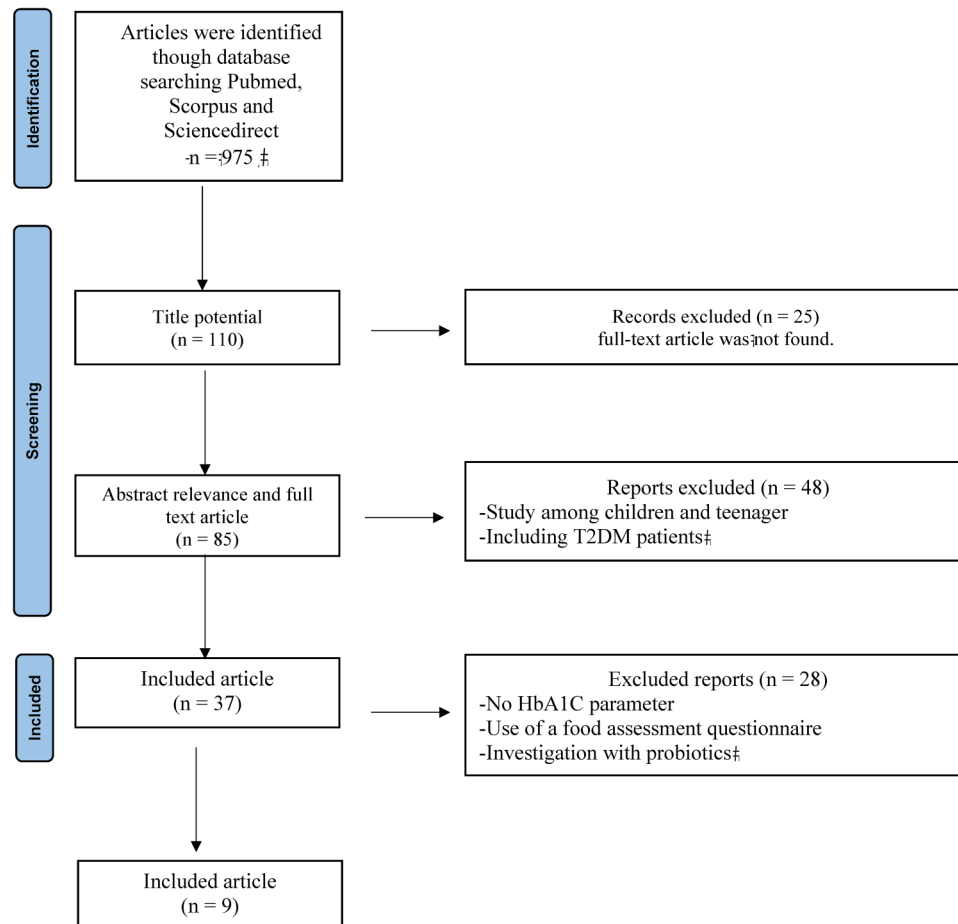 Identification
Articles were identified
though database
searching Pubmed,
Scorpus and
Sciencedirect
n = 975
Screening
Title potential
(n = 110)
Records excluded (n = 25)
full-text article was not found.
Abstract relevance and full
text article
(n = 85)
Reports excluded (n = 48)
-Study among children and teenager
-Including T2DM patients
Included
Included article
(n = 37)
Excluded reports (n = 28)
-No HbA1C parameter
-Use of a food assessment questionnaire
-Investigation with probiotics
Included article
(n = 9)